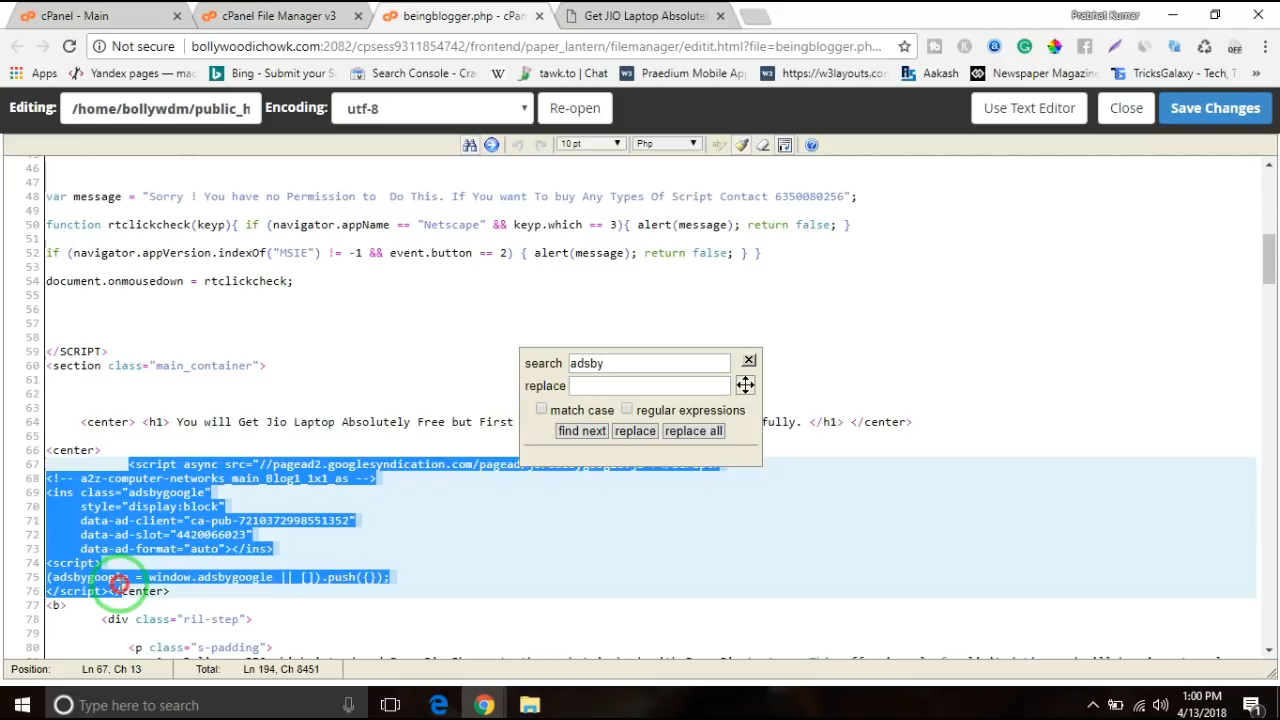 cPanel - Main
cPanel File Manager v3
beingblogger.php - cPan
Get JIO Laptop Absolutel
Prabhat Kumar
Not secure
bollywoodichowk.com:2082/cpsess9311854742/frontend/paper_lantern/filemanager/editit.html?file=beingblogger.ph...
Apps
Yandex pages — mac
Bing - Submit your S
Search Console - Cra
tawk.to | Chat
Praedium Mobile Ap
https://w3layouts.co
Aakash
Newspaper Magazine
TricksGalaxy - Tech, T
Editing:
/home/bollywdm/public_h
Encoding:
utf-8
Re-open
Use Text Editor
Close
Save Changes
10 pt
Php
46
47
48 var message = "Sorry ! You have no Permission to  Do This. If You want To buy Any Types Of Script Contact 6350080256";
49
50 function rtclickcheck(keyp){ if (navigator.appName == "Netscape" && keyp.which == 3){ alert(message); return false; }
51
52 if (navigator.appVersion.indexOf("MSIE") != -1 && event.button == 2) { alert(message); return false; } }
53
54 document.onmousedown = rtclickcheck;
55
56
57
58
59 </SCRIPT>
60 <section class="main_container">
61
62
63
64 <center> <h1> You will Get Jio Laptop Absolutely Free but First fully. </h1> </center>
65
66 <center>
67 <script async src="//pagead2.googlesyndication.com/pagead/js/adsbygoogle.js"></script>
68 <!-- a2z-computer-networks_main_Blog1_1x1_as -->
69 <ins class="adsbygoogle"
70 style="display:block"
71 data-ad-client="ca-pub-7210372998551352"
72 data-ad-slot="4420066023"
73 data-ad-format="auto"></ins>
74 <script>
75 (adsbygoogle = window.adsbygoogle || []).push({});
76 </script></center>
77 <b>
78 <div class="ril-step">
79
80 <p class="s-padding">
search
adsby
replace
match case
regular expressions
find next
replace
replace all
Position:
Ln 67, Ch 13
Total:
Ln 194, Ch 8451
Type here to search
1:00 PM
4/13/2018